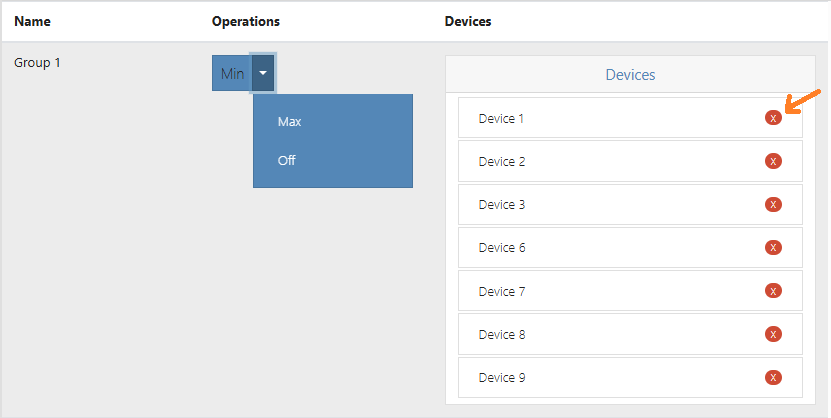 Name Operations Devices
Group 1 Min Devices
Max
Off
Device 1 X
Device 2 X
Device 3 X
Device 6 X
Device 7 X
Device 8 X
Device 9 X